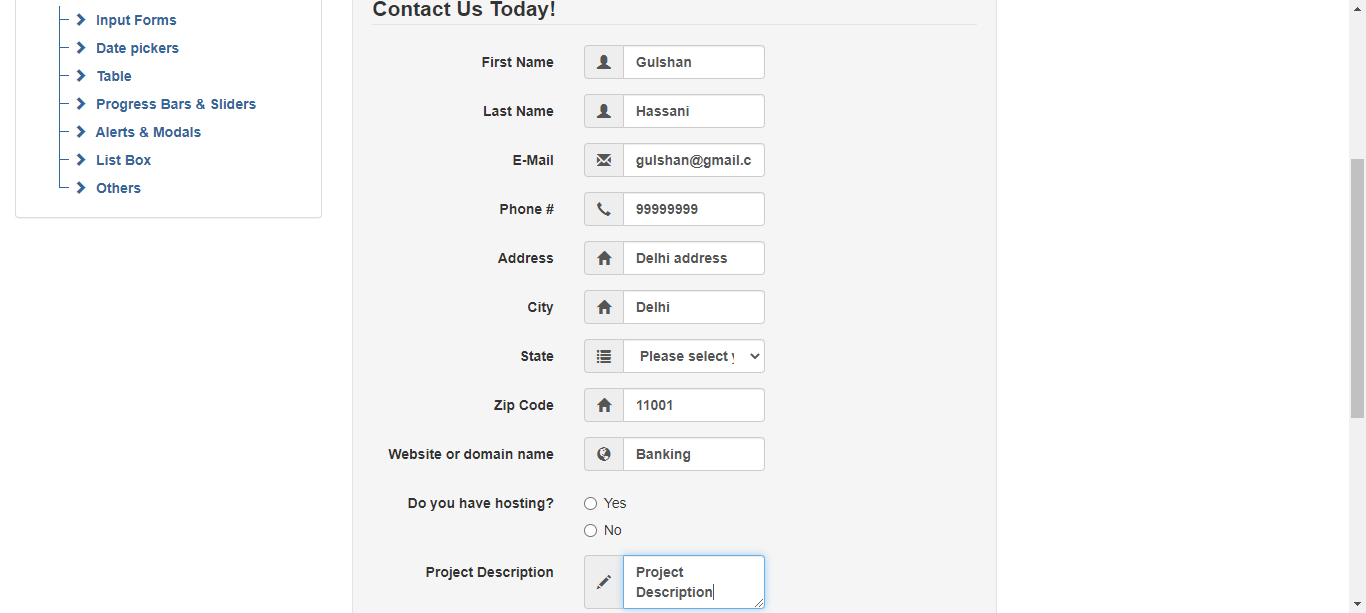 Input Forms
Date pickers
Table
Progress Bars & Sliders
Alerts & Modals
List Box
Others
Contact Us Today!
First Name Gulshan
Last Name Hassani
E-Mail gulshan@gmail.c
Phone # 99999999
Address Delhi address
City Delhi
State Please select
Zip Code 11001
Website or domain name Banking
Do you have hosting? Yes
No
Project Description Project
Description